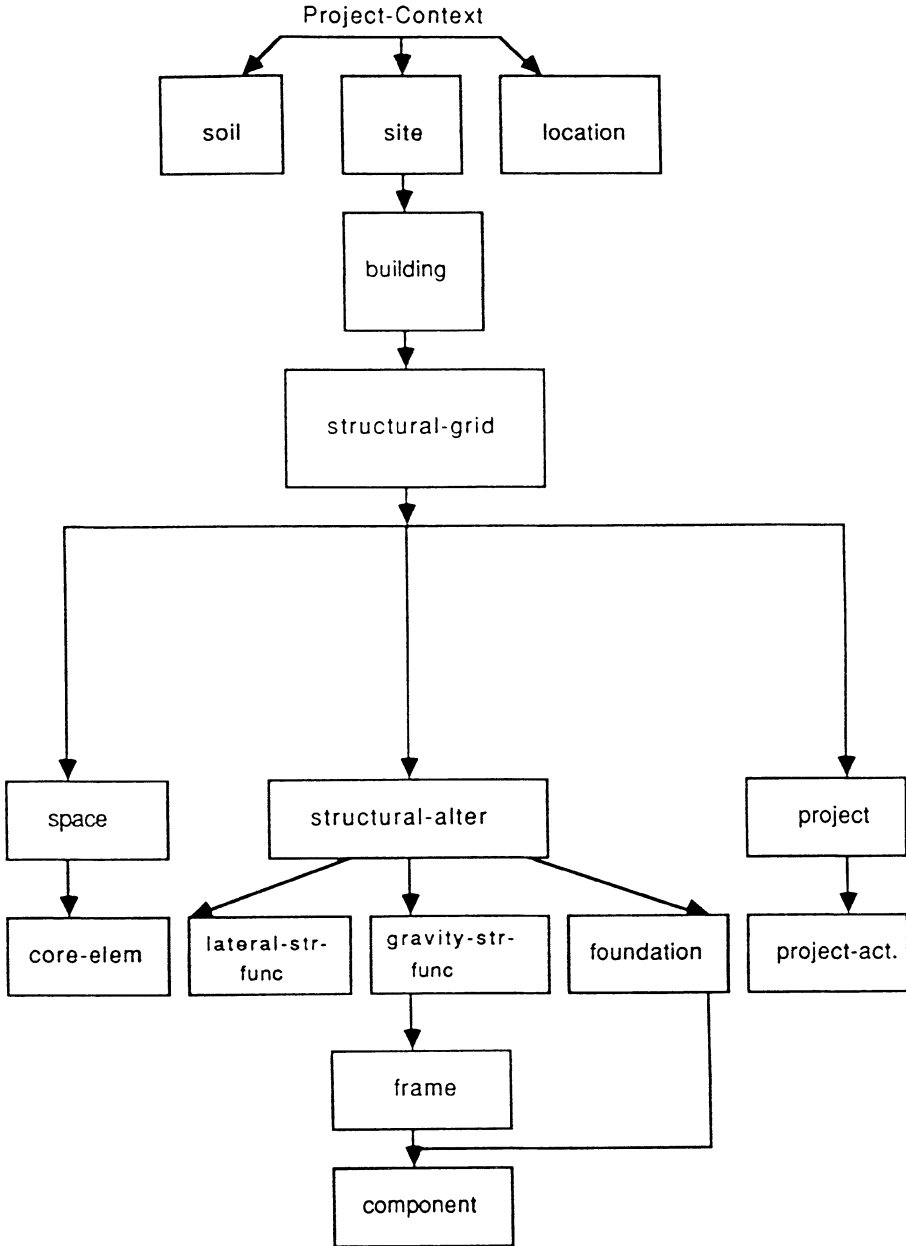 Project-Context
soil
site
location
building
structural-grid
space
structural-alter
project
core-elem
lateral-str-
func
gravity-str-
func
foundation
project-act.
frame
component